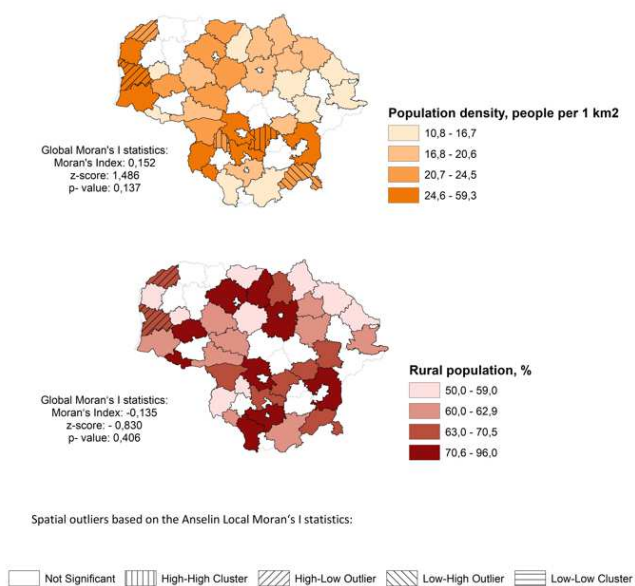 Population density, people per 1 km2
10,8 - 16,7
16,8 - 20,6
20,7 - 24,5
24,6 - 59,3
Global Moran's I statistics:
Moran's Index: 0,152
z-score: 1,486
p- value: 0,137
Rural population, %
50,0 - 59,0
60,0 - 62,9
63,0 - 70,5
70,6 - 96,0
Global Moran's I statistics:
Moran's Index: -0,135
z-score: - 0,830
p- value: 0,406
Spatial outliers based on the Anselin Local Moran's I statistics:
Not Significant High-High Cluster High-Low Outlier Low-High Outlier Low-Low Cluster